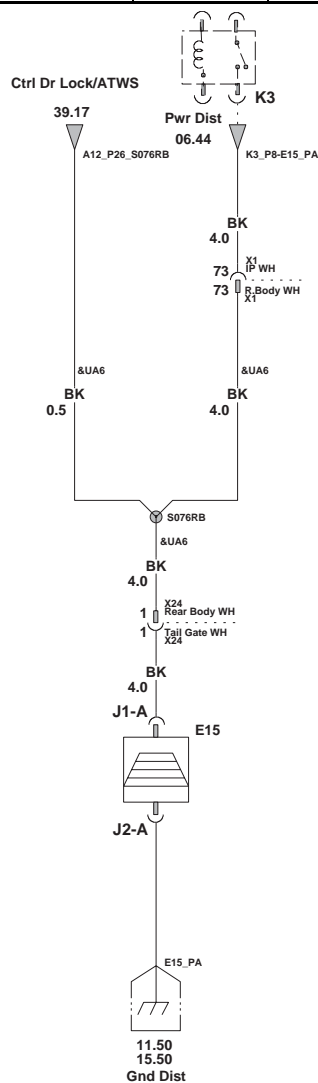 K3
Ctrl Dr Lock/ATWS
39.17
Pwr Dist
06.44
A12_P26_S076RB
K3_P8-E15_PA
BK
4.0
X1
73 IP WH
73 R.Body WH
X1
&UA6
&UA6
BK
BK
0.5
4.0
S076RB
&UA6
BK
4.0
X24
1 Rear Body WH
1 Tail Gate WH
X24
BK
4.0
J1-A
E15
J2-A
E15_PA
11.50
15.50
Gnd Dist